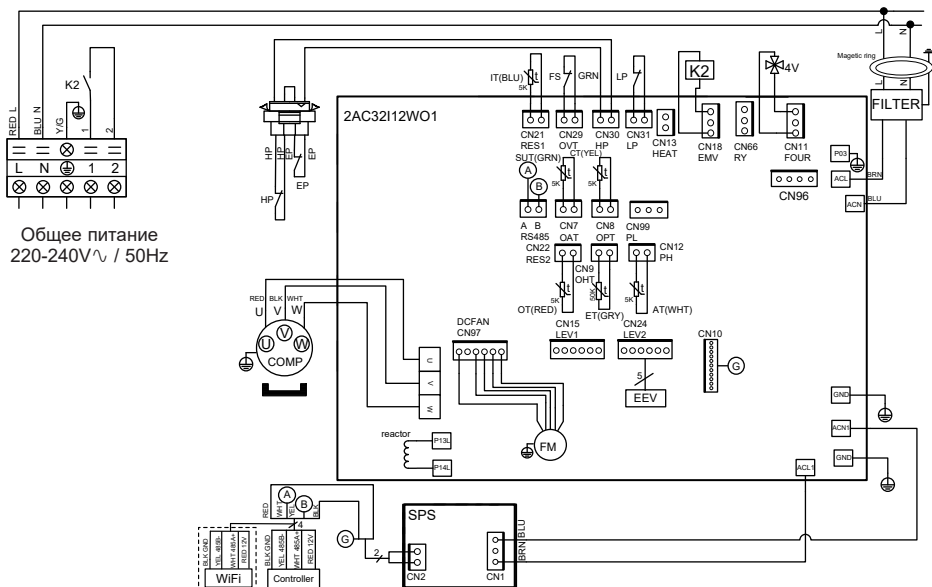 RED L
BLU N
Y/G
K2
1
2
L N 1 2
Общее питание
220-240V∿ / 50Hz
HP
HP
EP
EP
HP
EP
L
N
Magetic ring
L
N
FILTER
BRN
BLU
2AC32I12WO1
IT(BLU)
5K
t
FS
GRN
LP
K2
4V
CN21
RES1
CN29
OVT
CN30
HP
CN31
LP
CN13
HEAT
CN18
EMV
CN66
RY
CN11
FOUR
P03
ACL
ACN
CN96
SUT(GRN)
A
B
CT(YEL)
5K
t
5K
t
A B
RS485
CN7
OAT
CN8
OPT
CN99
PL
CN22
RES2
CN9
OHT
CN12
PH
5K
t
50K
t
5K
t
OT(RED)
ET(GRY)
AT(WHT)
RED
BLK
WHT
U
V
W
U
V
W
COMP
U
V
W
DCFAN
CN97
CN15
LEV1
CN24
LEV2
5
EEV
CN10
G
FM
reactor
P13L
P14L
GND
ACN1
GND
ACL1
RED
WHT
A
YEL
B
BLK
4
G
2
SPS
CN2
CN1
BLU
BRN
BLK GND
YEL 485B-
WHT 485A+
RED 12V
WiFi
BLK GND
YEL 485B-
WHT 485A+
RED 12V
Controller